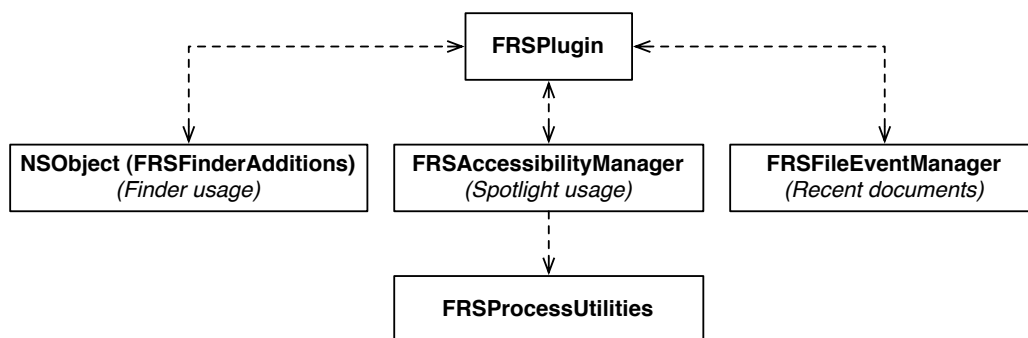 FRSPlugin
NSObject (FRSFinderAdditions)
(Finder usage)
FRSAccessibilityManager
(Spotlight usage)
FRSFileEventManager
(Recent documents)
FRSProcessUtilities